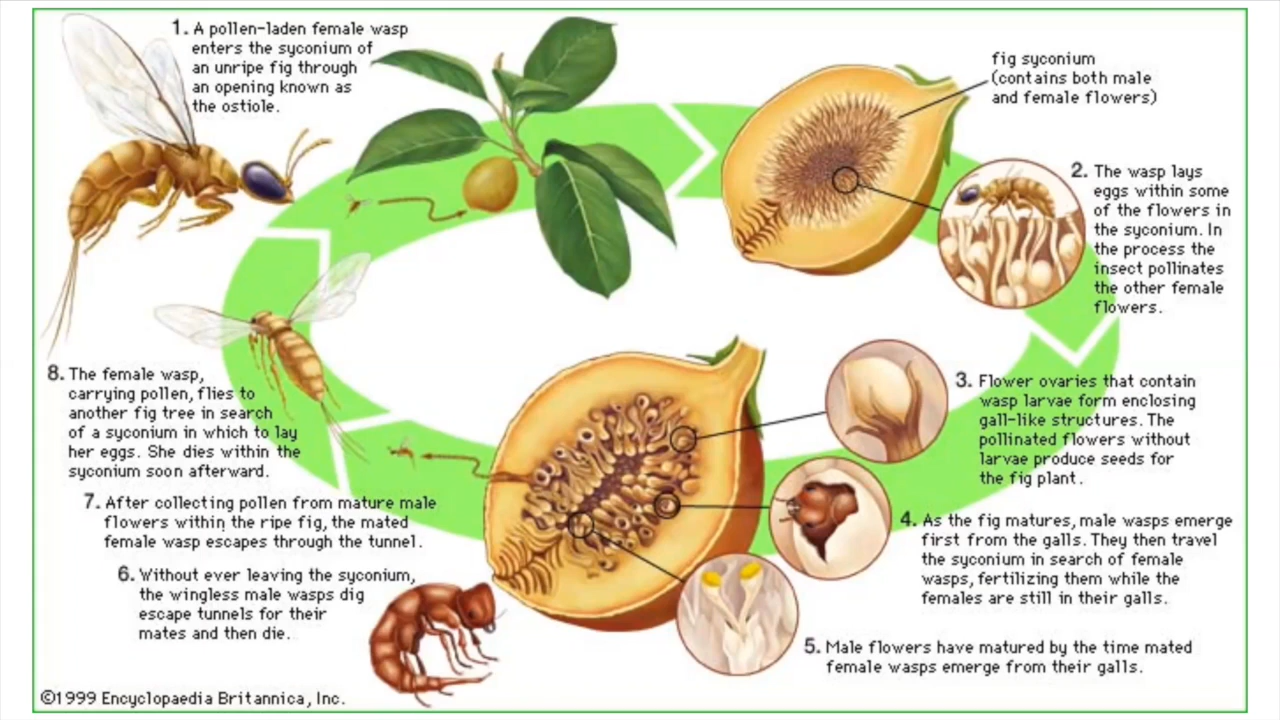 1. A pollen-laden female wasp
enters the syconium of
an unripe fig through
an opening known as
the ostiole.
fig syconium
(contains both male
and female flowers)
2. The wasp lays
eggs within some
of the flowers in
the syconium. In
the process the
insect pollinates
the other female
flowers.
3. Flower ovaries that contain
wasp larvae form enclosing
gall-like structures. The
pollinated flowers without
larvae produce seeds for
the fig plant.
4. As the fig matures, male wasps emerge
first from the galls. They then travel
the syconium in search of female
wasps, fertilizing them while the
females are still in their galls.
5. Male flowers have matured by the time mated
female wasps emerge from their galls.
6. Without ever leaving the syconium,
the wingless male wasps dig
escape tunnels for their
mates and then die.
7. After collecting pollen from mature male
flowers within the ripe fig, the mated
female wasp escapes through the tunnel.
8. The female wasp,
carrying pollen, flies to
another fig tree in search
of a syconium in which to lay
her eggs. She dies within the
syconium soon afterward.
©1999 Encyclopaedia Britannica, Inc.